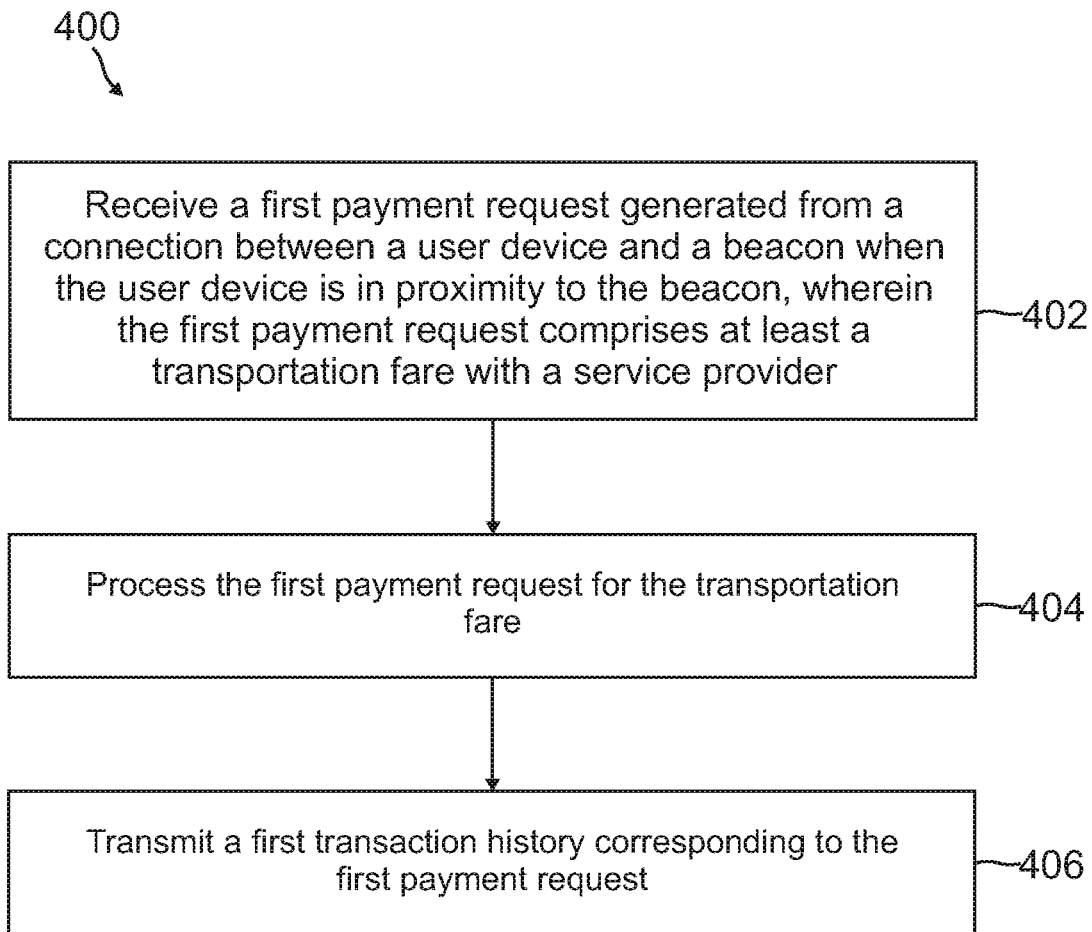 400
Receive a first payment request generated from a
connection between a user device and a beacon when
the user device is in proximity to the beacon, wherein
the first payment request comprises at least a
transportation fare with a service provider
402
Process the first payment request for the transportation
fare
404
Transmit a first transaction history corresponding to the
first payment request
406